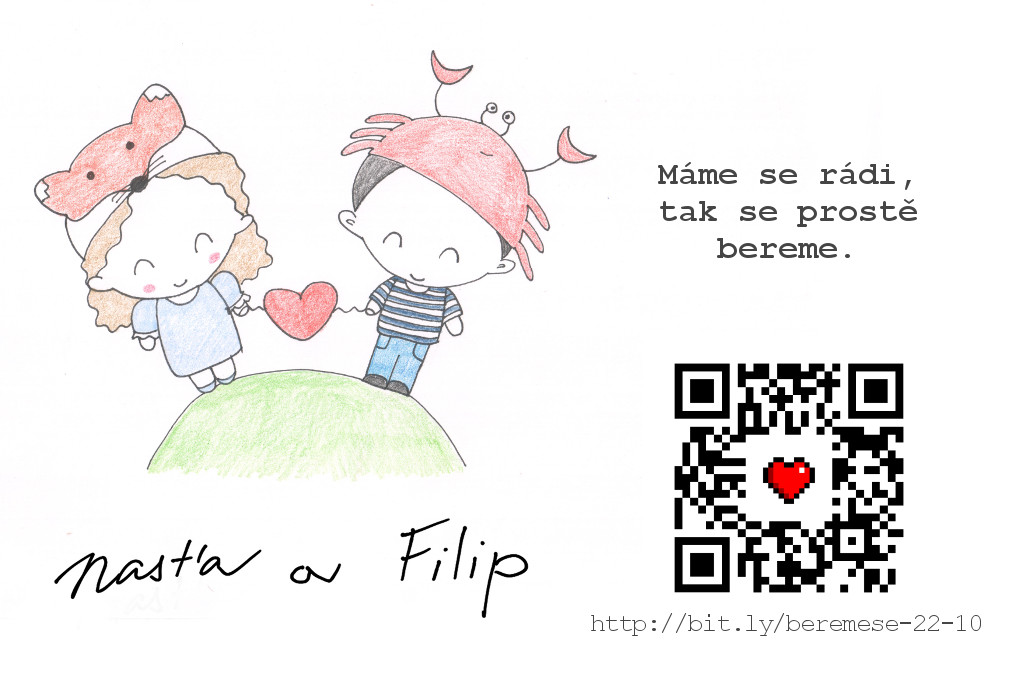 Máme se rádi,
tak se prostě
bereme.
nasťa a Filip
http://bit.ly/beremese-22-10